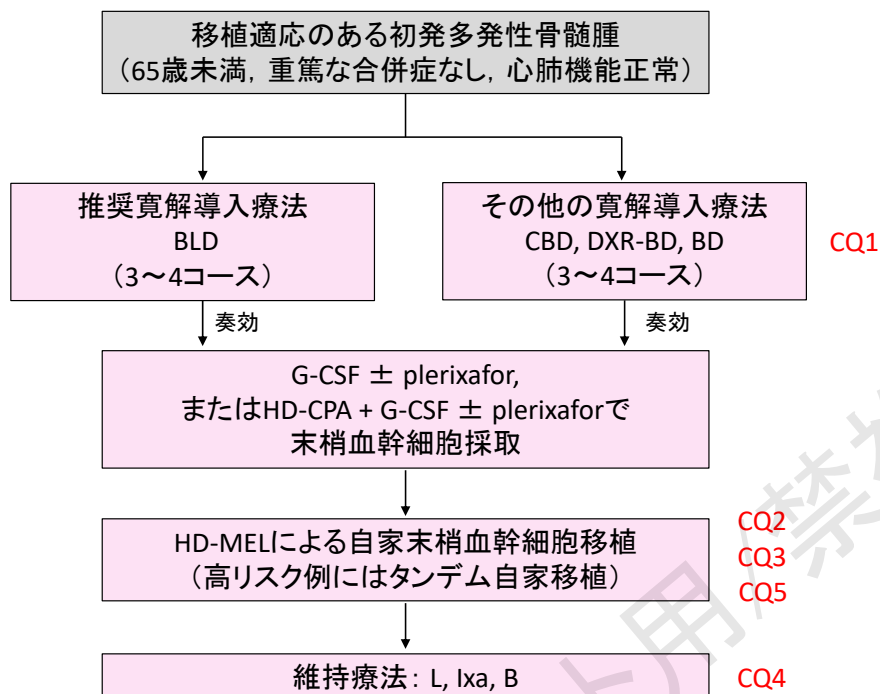 移植適応のある初発多発性骨髄腫
（65歳未満，重篤な合併症なし，心肺機能正常）
推奨寛解導入療法
BLD
（3～4コース）
その他の寛解導入療法
CBD, DXR-BD, BD
（3～4コース）
CQ1
奏効
奏効
G-CSF ± plerixafor,
またはHD-CPA + G-CSF ± plerixaforで
末梢血幹細胞採取
HD-MELによる自家末梢血幹細胞移植
（高リスク例にはタンデム自家移植）
CQ2
CQ3
CQ5
維持療法： L, Ixa, B
CQ4
用/禁